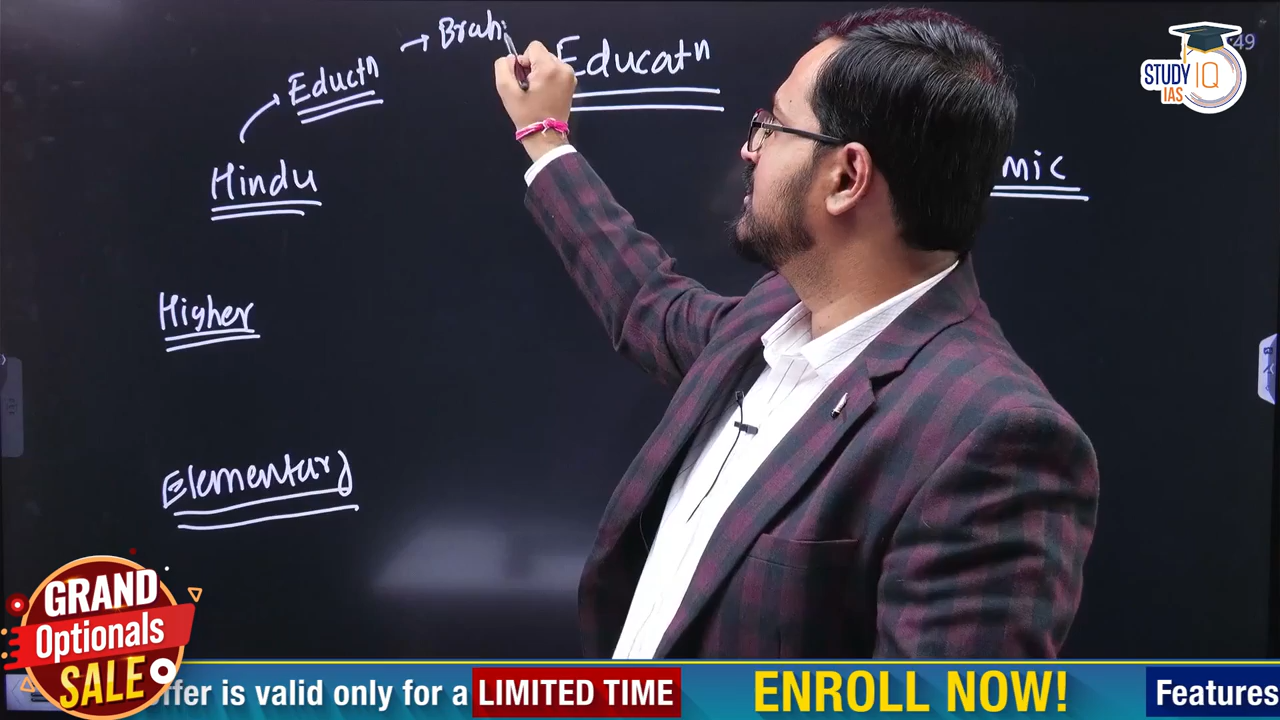 Eductn → Brah
Educatn
:49
STUDY IQ
IAS
Hindu
mic
Higher
Elementary
GRAND
Optionals
SALE
ffer is valid only for a LIMITED TIME ENROLL NOW! Features